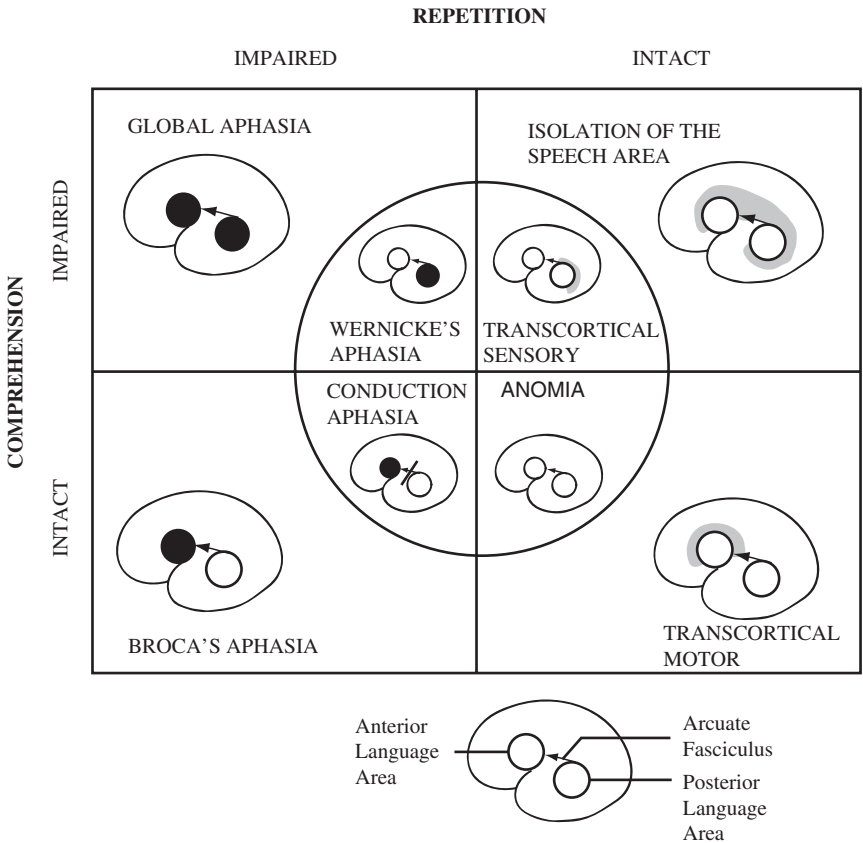 REPETITION
IMPAIRED
INTACT
COMPREHENSION
IMPAIRED
INTACT
GLOBAL APHASIA
ISOLATION OF THE
SPEECH AREA
WERNICKE'S
APHASIA
TRANSCORTICAL
SENSORY
CONDUCTION
APHASIA
ANOMIA
BROCA'S APHASIA
TRANSCORTICAL
MOTOR
Anterior
Language
Area
Arcuate
Fasciculus
Posterior
Language
Area